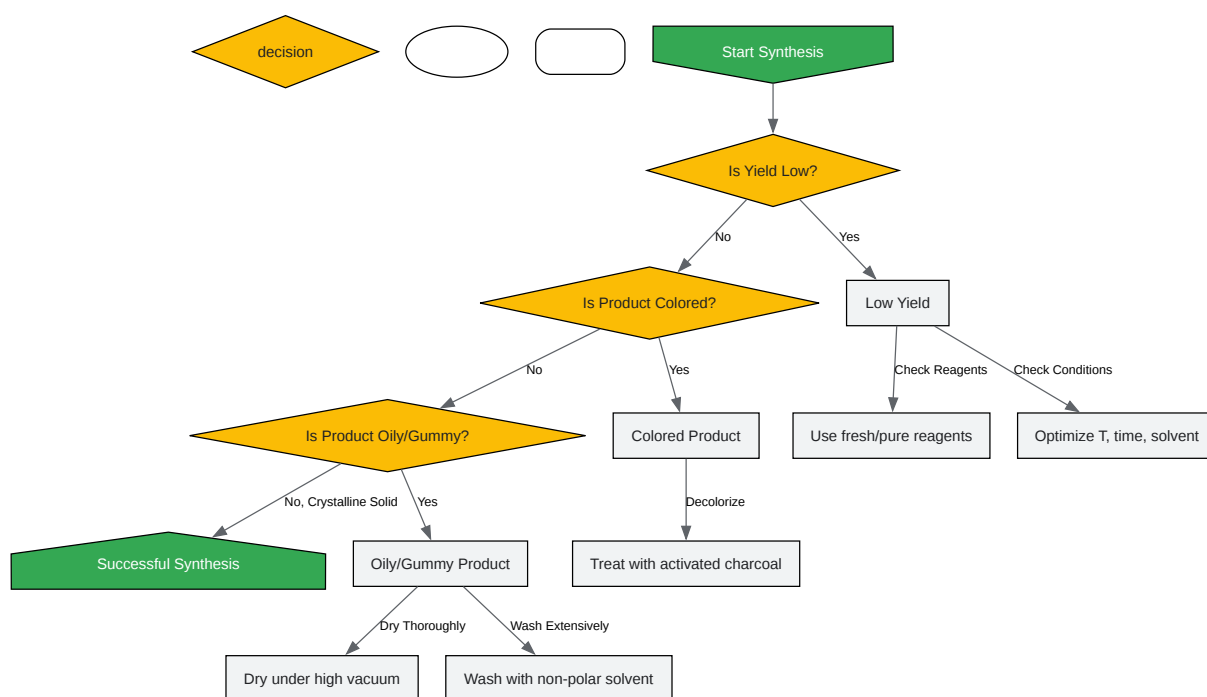 decision
Start Synthesis
Is Yield Low?
No
Yes
Is Product Colored?
Low Yield
No
Yes
Check Reagents
Check Conditions
Is Product Oily/Gummy?
Colored Product
Use fresh/pure reagents
Optimize T, time, solvent
No, Crystalline Solid
Yes
Decolorize
Successful Synthesis
Oily/Gummy Product
Treat with activated charcoal
Dry Thoroughly
Wash Extensively
Dry under high vacuum
Wash with non-polar solvent